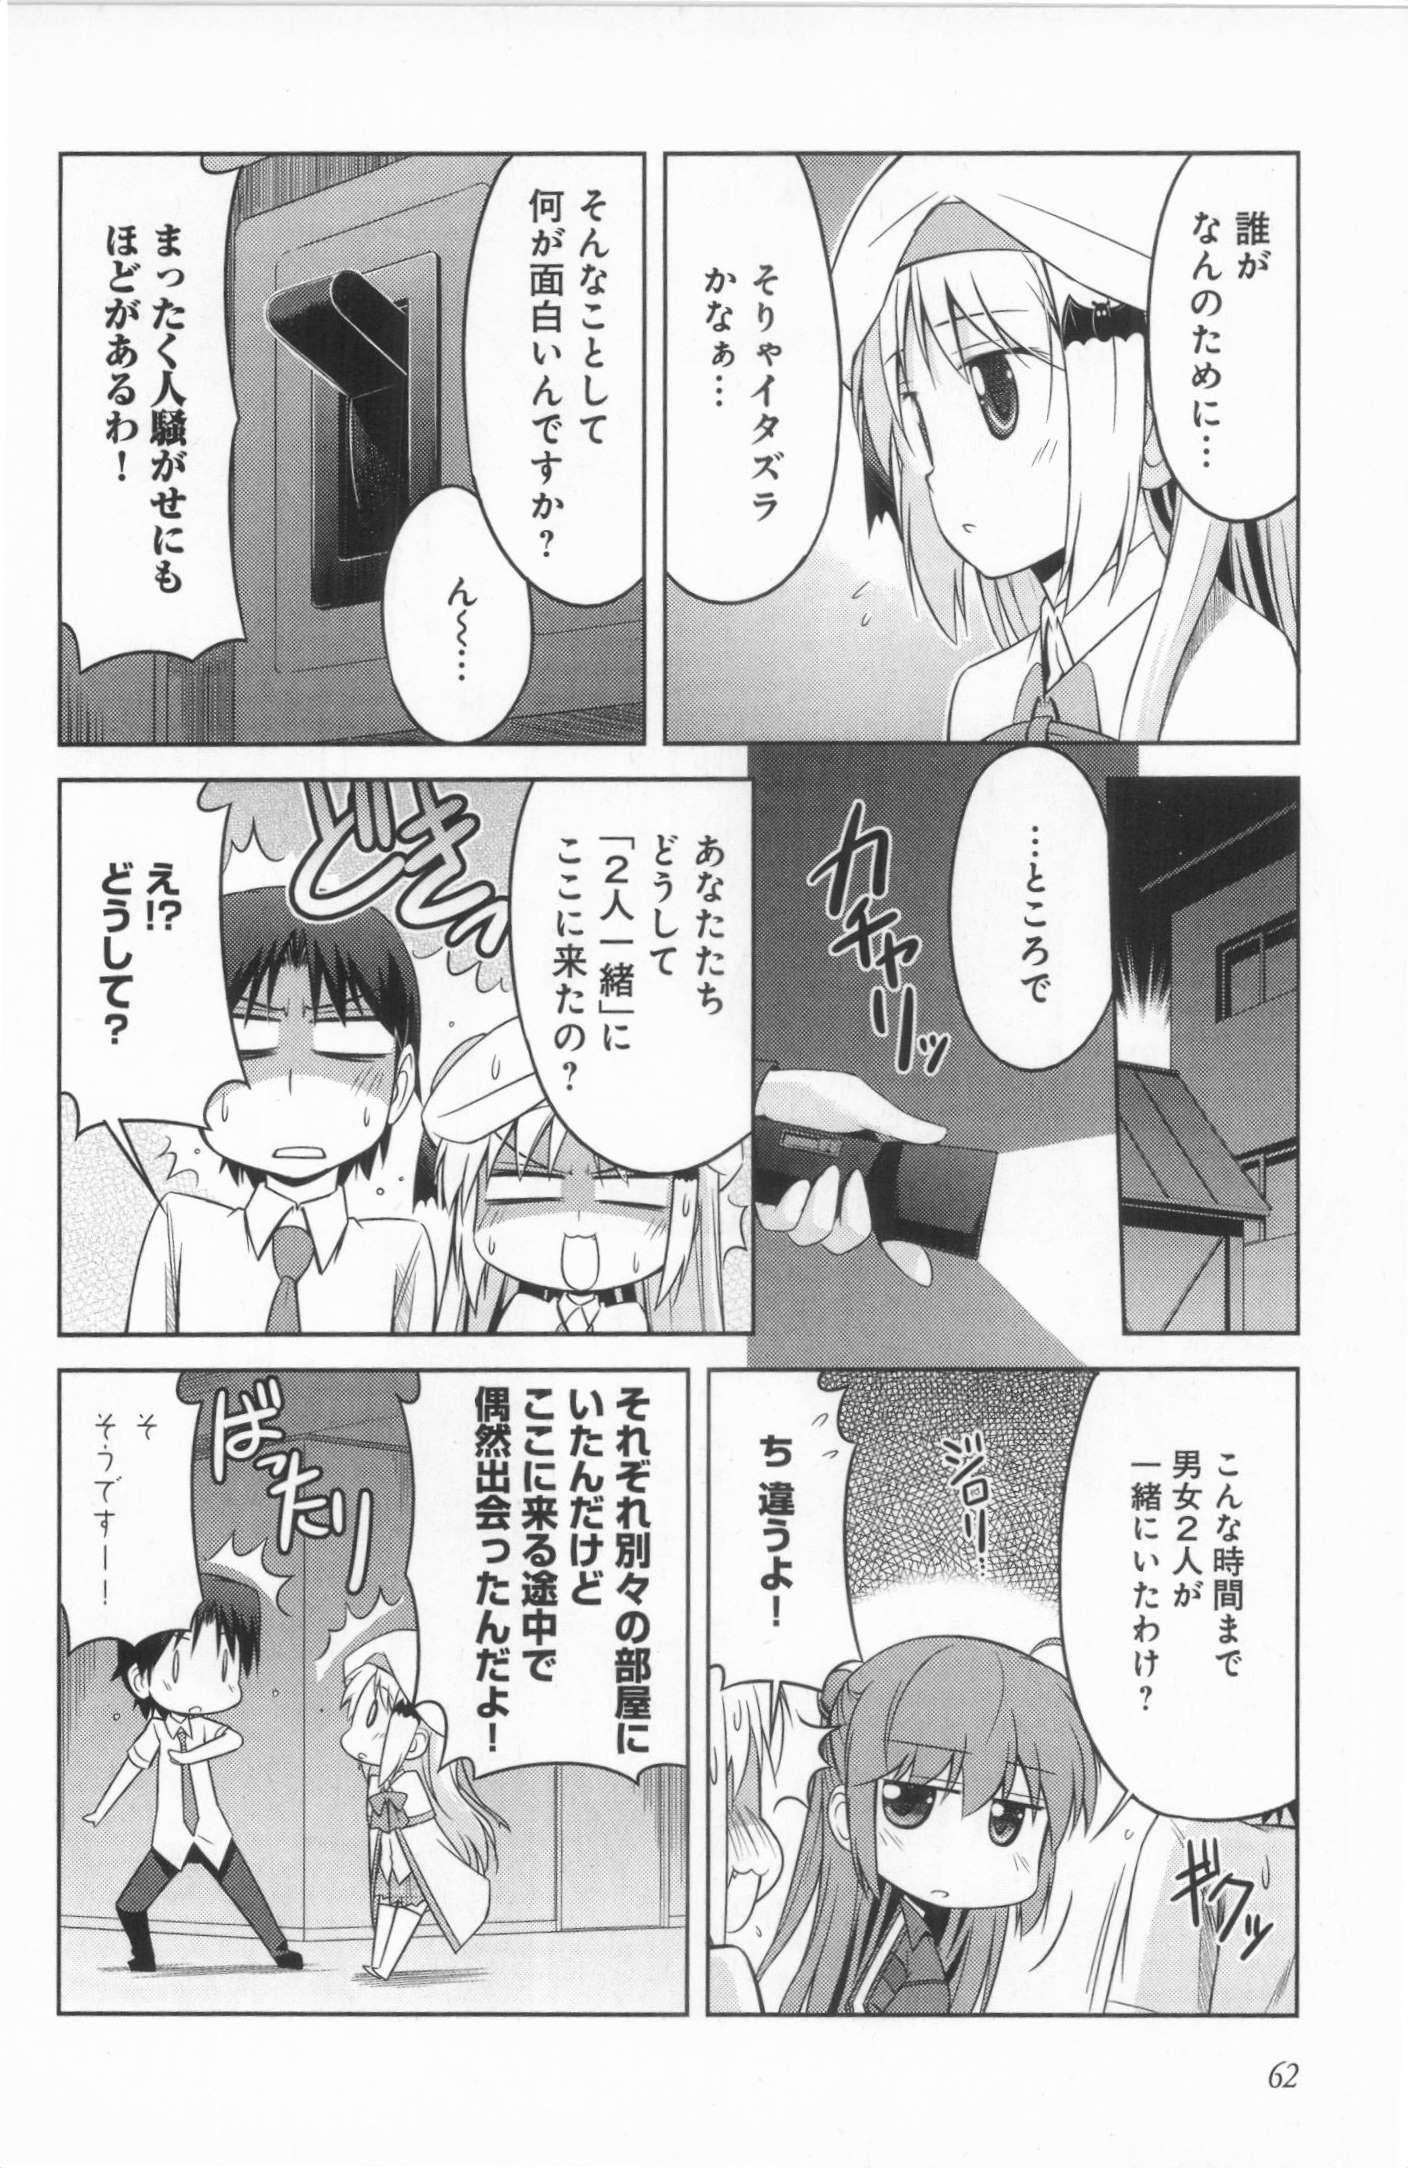 誰が
なんのために…
そりゃイタズラ
かなぁ…
そんなことして
何が面白いんですか？
ん〜…
まったく人騒がせにも
ほどがあるわ！
…ところで
カチャリッ
あなたたち
どうして
「２人一緒」に
ここに来たの？
どきーっ
え!?
どうして？
こんな時間まで
男女２人が
一緒にいたわけ？
ギクッ
ジロリ…
ち 違うよ！
それぞれ別々の部屋に
いたんだけど
ここに来る途中で
偶然出会ったんだよ！
ばったり
そ
そうですー！
62